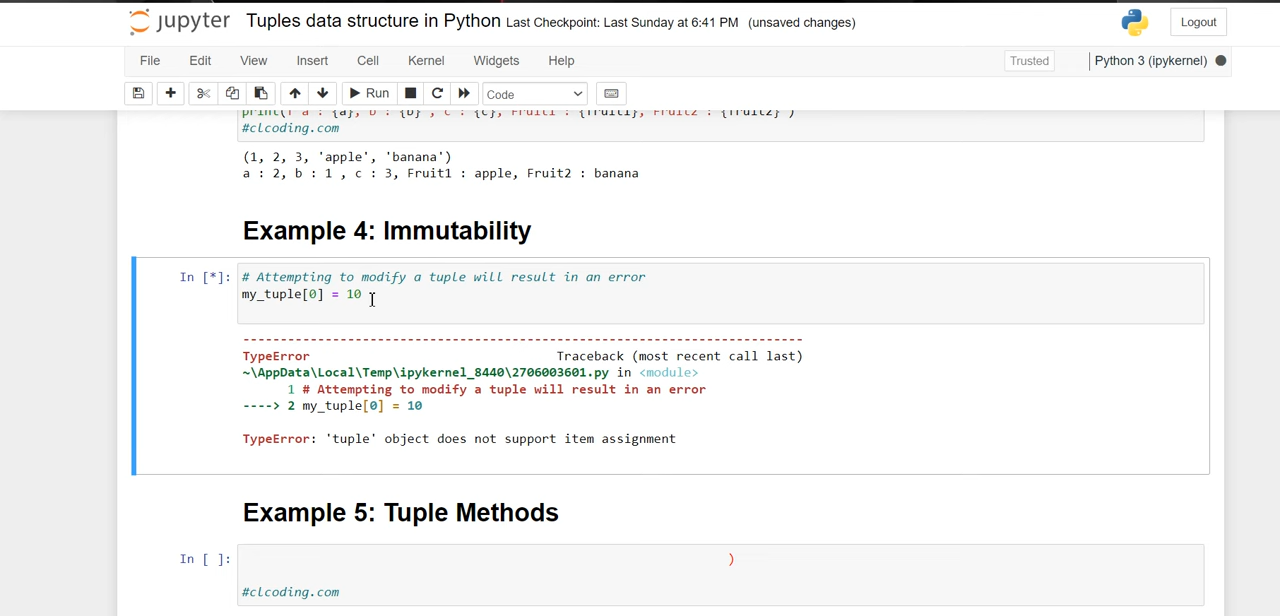 jupyter Tuples data structure in Python Last Checkpoint: Last Sunday at 6:41 PM (unsaved changes) Logout
File Edit View Insert Cell Kernel Widgets Help Trusted Python 3 (ipykernel)
Run Code
print(f"a : {a}, b : {b} , c : {c}, Fruit1 : {fruit1}, Fruit2 : {fruit2}")
#clcoding.com
(1, 2, 3, 'apple', 'banana')
a : 2, b : 1 , c : 3, Fruit1 : apple, Fruit2 : banana
Example 4: Immutability
In [*]: # Attempting to modify a tuple will result in an error
my_tuple[0] = 10
---------------------------------------------------------------------------
TypeError Traceback (most recent call last)
~\AppData\Local\Temp\ipykernel_8440\2706003601.py in <module>
1 # Attempting to modify a tuple will result in an error
----> 2 my_tuple[0] = 10
TypeError: 'tuple' object does not support item assignment
Example 5: Tuple Methods
In [ ]: )
#clcoding.com